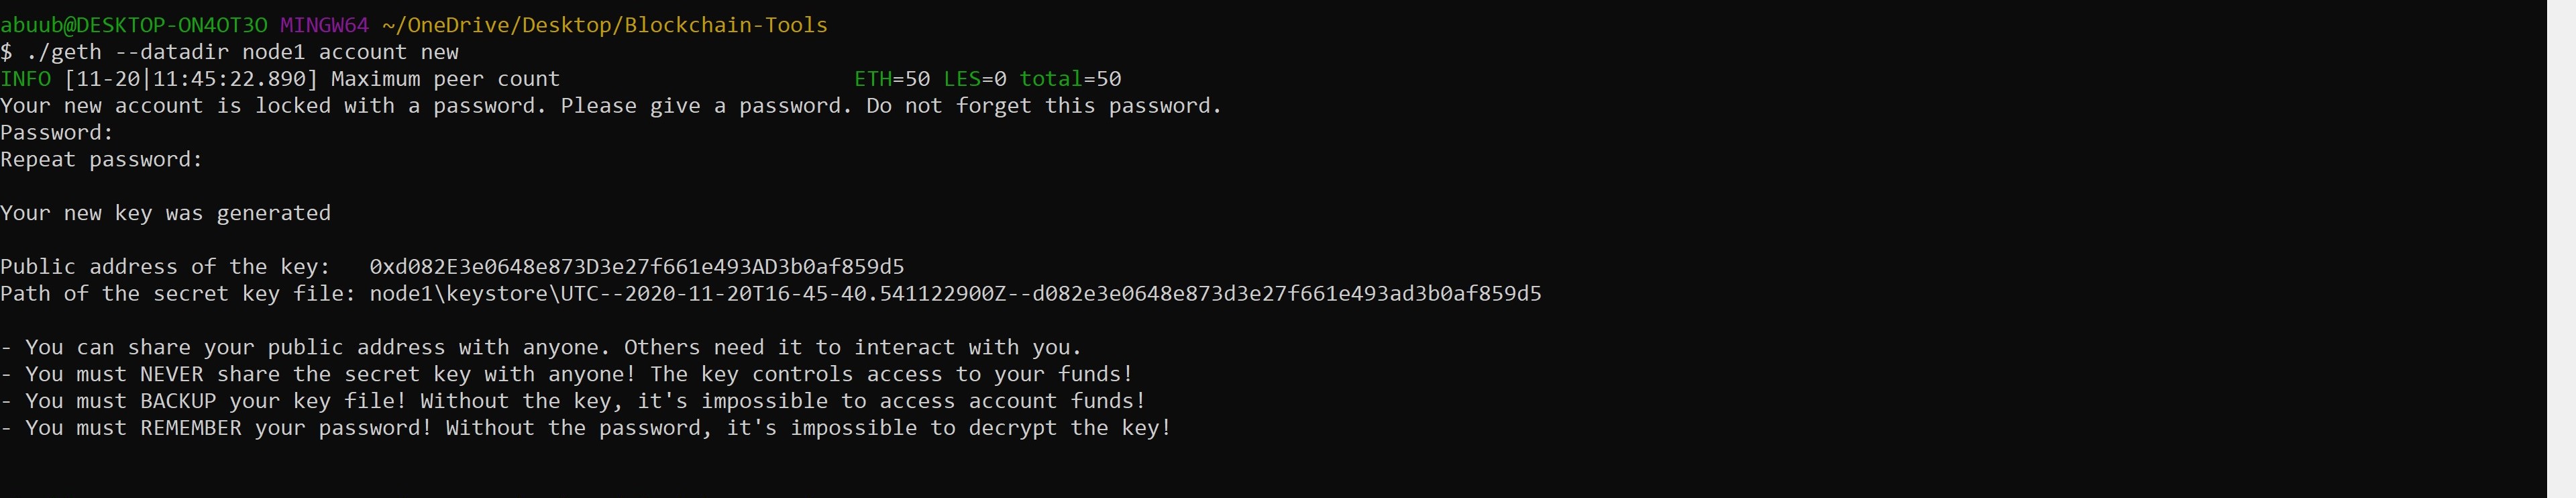 abuub@DESKTOP-ON4OT3O MINGW64 ~/OneDrive/Desktop/Blockchain-Tools
$ ./geth --datadir node1 account new
INFO [11-20|11:45:22.890] Maximum peer count                       ETH=50 LES=0 total=50
Your new account is locked with a password. Please give a password. Do not forget this password.
Password:
Repeat password:

Your new key was generated

Public address of the key:   0xd082E3e0648e873D3e27f661e493AD3b0af859d5
Path of the secret key file: node1\keystore\UTC--2020-11-20T16-45-40.541122900Z--d082e3e0648e873d3e27f661e493ad3b0af859d5

- You can share your public address with anyone. Others need it to interact with you.
- You must NEVER share the secret key with anyone! The key controls access to your funds!
- You must BACKUP your key file! Without the key, it's impossible to access account funds!
- You must REMEMBER your password! Without the password, it's impossible to decrypt the key!